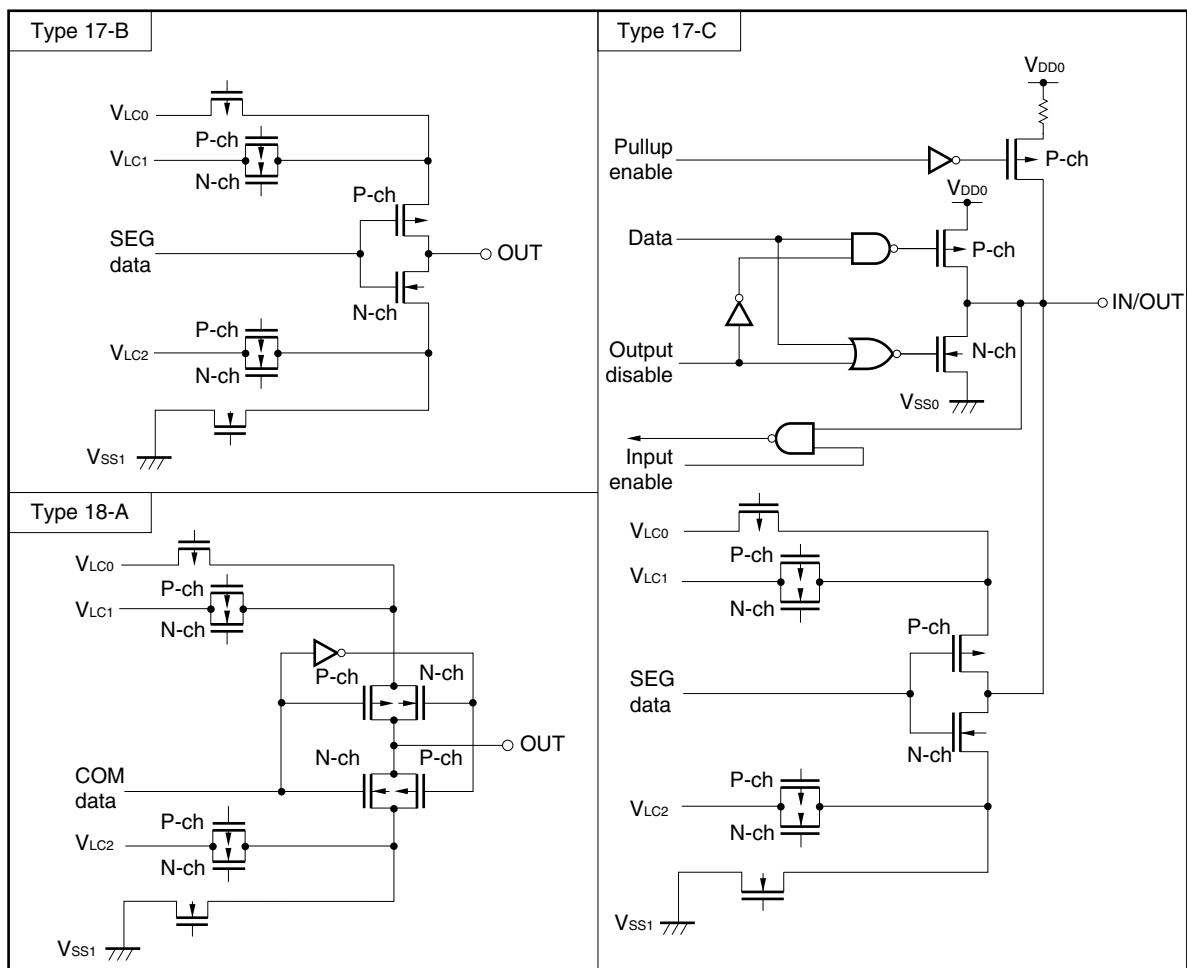 Type 17-B
VLC0
P-ch
VLC1
N-ch
P-ch
SEG
data
OUT
N-ch
P-ch
VLC2
N-ch
VSS1
Type 18-A
VLC0
P-ch
VLC1
N-ch
P-ch
N-ch
OUT
N-ch
P-ch
COM
data
P-ch
VLC2
N-ch
VSS1
Type 17-C
VDD0
Pullup
enable
P-ch
VDD0
Data
P-ch
IN/OUT
Output
disable
N-ch
VSS0
Input
enable
VLC0
P-ch
VLC1
N-ch
P-ch
SEG
data
N-ch
P-ch
VLC2
N-ch
VSS1